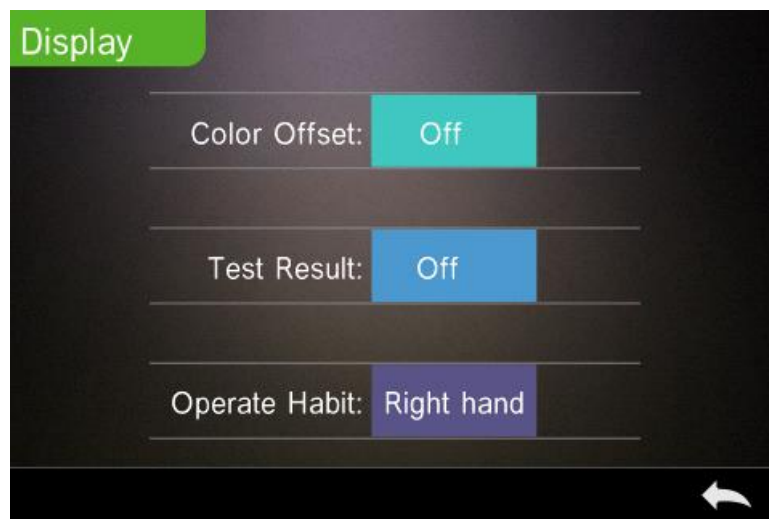 Display
Color Offset: Off
Test Result: Off
Operate Habit: Right hand